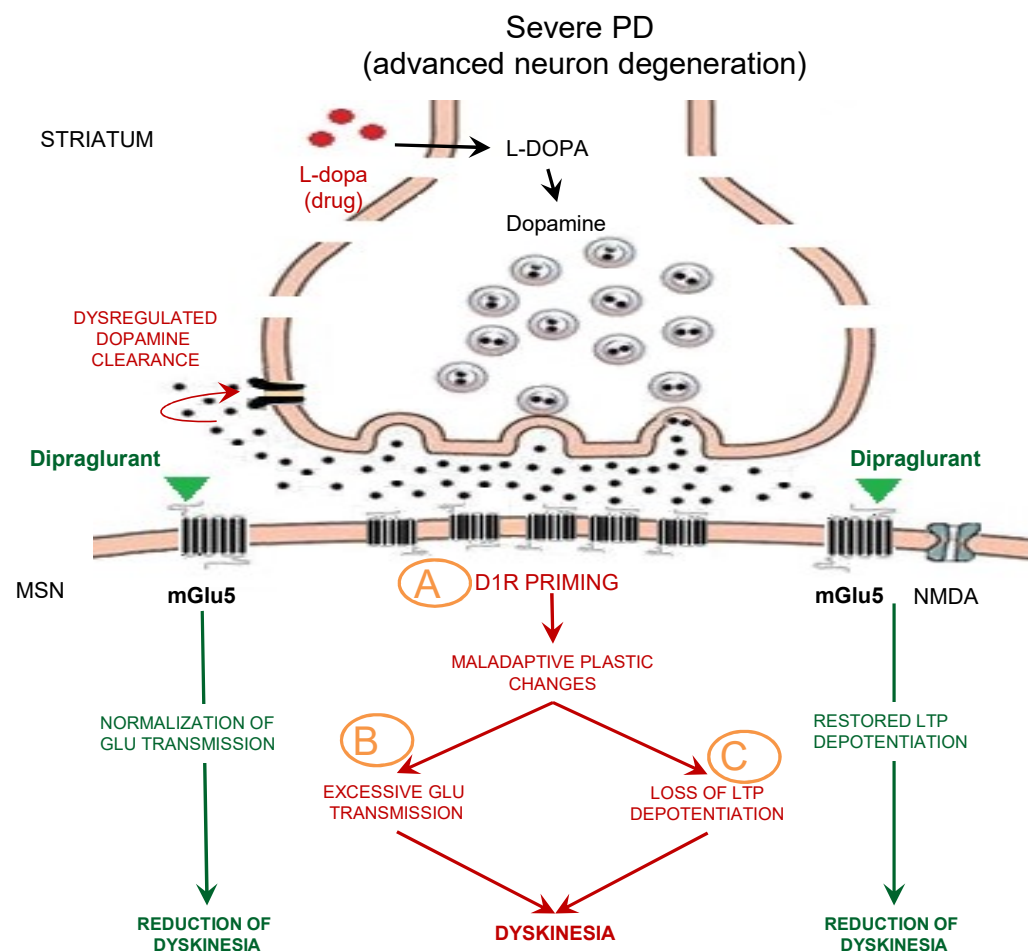 Severe PD
(advanced neuron degeneration)
STRIATUM
L-dopa
(drug)
L-DOPA
Dopamine
DYSREGULATED
DOPAMINE
CLEARANCE
Dipraglurant
Dipraglurant
MSN
mGlu5
A
D1R PRIMING
mGlu5
NMDA
MALADAPTIVE PLASTIC
CHANGES
NORMALIZATION OF
GLU TRANSMISSION
B
C
RESTORED LTP
DEPOTENTIATION
EXCESSIVE GLU
TRANSMISSION
LOSS OF LTP
DEPOTENTIATION
REDUCTION OF
DYSKINESIA
DYSKINESIA
REDUCTION OF
DYSKINESIA